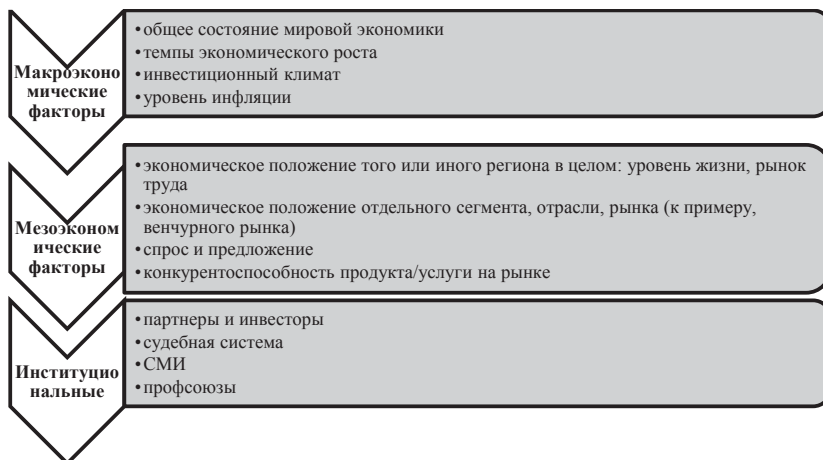 •общее состояние мировой экономики
•темпы экономического роста
•инвестиционный климат
•уровень инфляции
Макроэконо
мические
факторы
•экономическое положение того или иного региона в целом: уровень жизни, рынок
труда
•экономическое положение отдельного сегмента, отрасли, рынка (к примеру,
венчурного рынка)
•спрос и предложение
•конкурентоспособность продукта/услуги на рынке
Мезоэконом
ические
факторы
•партнеры и инвесторы
•судебная система
•СМИ
•профсоюзы
Институцио
нальные